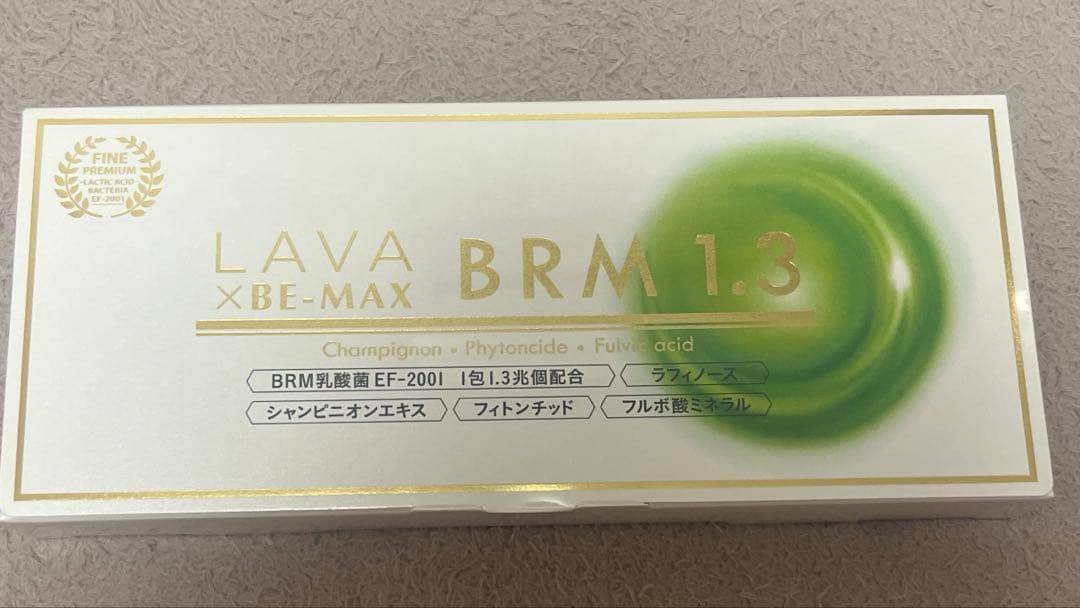 FINE
PREMIUM
LACTIC ACID
BACTERIA
EF-2001
LAVA
×BE-MAX
BRM 1.3
Champignon・Phytoncide・Fulvic acid
BRM乳酸菌 EF-2001 1包1.3兆個配合
ラフィノース
シャンピニオンエキス
フィトンチッド
フルボ酸ミネラル